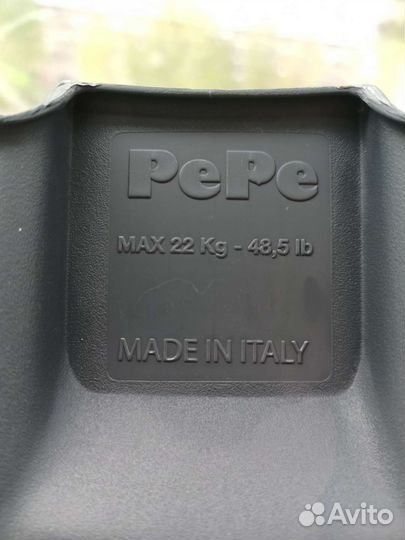 PePe
MAX 22 Kg - 48,5 lb
MADE IN ITALY
Avito